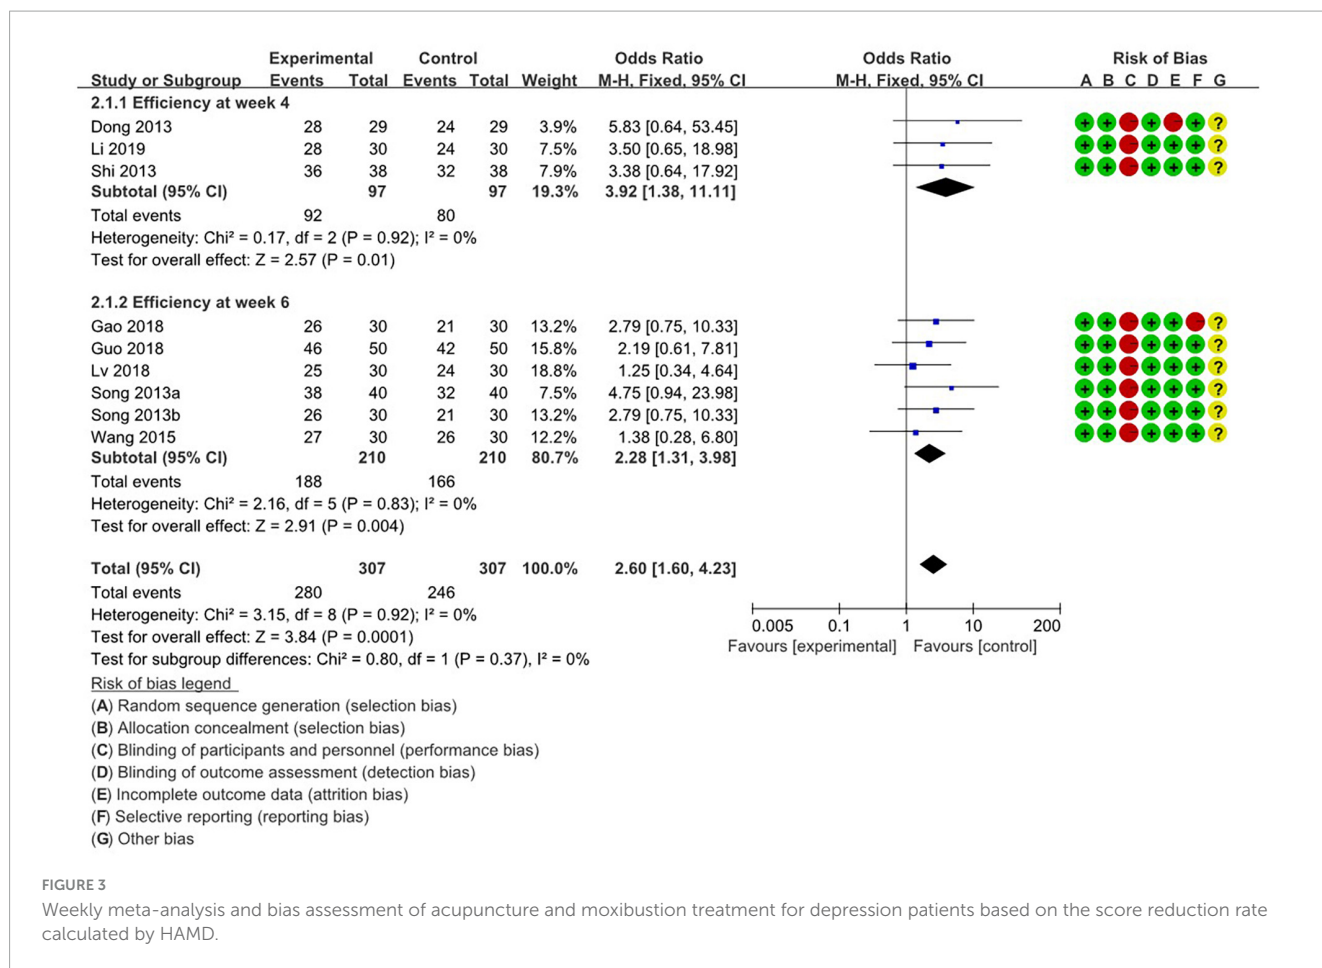 Experimental Control Odds Ratio Odds Ratio Risk of Bias
Study or Subgroup Events Total Events Total Weight M-H, Fixed, 95% CI M-H, Fixed, 95% CI A B C D E F G
2.1.1 Efficiency at week 4
Dong 2013 28 29 24 29 3.9% 5.83 [0.64, 53.45] + + - + - + ?
Li 2019 28 30 24 30 7.5% 3.50 [0.65, 18.98] + + - + + + ?
Shi 2013 36 38 32 38 7.9% 3.38 [0.64, 17.92] + + - + + + ?
Subtotal (95% CI) 97 97 19.3% 3.92 [1.38, 11.11]
Total events 92 80
Heterogeneity: Chi² = 0.17, df = 2 (P = 0.92); I² = 0%
Test for overall effect: Z = 2.57 (P = 0.01)
2.1.2 Efficiency at week 6
Gao 2018 26 30 21 30 13.2% 2.79 [0.75, 10.33] + + - + + - ?
Guo 2018 46 50 42 50 15.8% 2.19 [0.61, 7.81] + + - + + + ?
Lv 2018 25 30 24 30 18.8% 1.25 [0.34, 4.64] + + - + + + ?
Song 2013a 38 40 32 40 7.5% 4.75 [0.94, 23.98] + + - + + + ?
Song 2013b 26 30 21 30 13.2% 2.79 [0.75, 10.33] + + - + + + ?
Wang 2015 27 30 26 30 12.2% 1.38 [0.28, 6.80] + + - + + + ?
Subtotal (95% CI) 210 210 80.7% 2.28 [1.31, 3.98]
Total events 188 166
Heterogeneity: Chi² = 2.16, df = 5 (P = 0.83); I² = 0%
Test for overall effect: Z = 2.91 (P = 0.004)
Total (95% CI) 307 307 100.0% 2.60 [1.60, 4.23]
Total events 280 246
Heterogeneity: Chi² = 3.15, df = 8 (P = 0.92); I² = 0%
Test for overall effect: Z = 3.84 (P = 0.0001)
Test for subgroup differences: Chi² = 0.80, df = 1 (P = 0.37), I² = 0%
0.005 0.1 1 10 200
Favours [experimental] Favours [control]
Risk of bias legend
(A) Random sequence generation (selection bias)
(B) Allocation concealment (selection bias)
(C) Blinding of participants and personnel (performance bias)
(D) Blinding of outcome assessment (detection bias)
(E) Incomplete outcome data (attrition bias)
(F) Selective reporting (reporting bias)
(G) Other bias
FIGURE 3
Weekly meta-analysis and bias assessment of acupuncture and moxibustion treatment for depression patients based on the score reduction rate
calculated by HAMD.